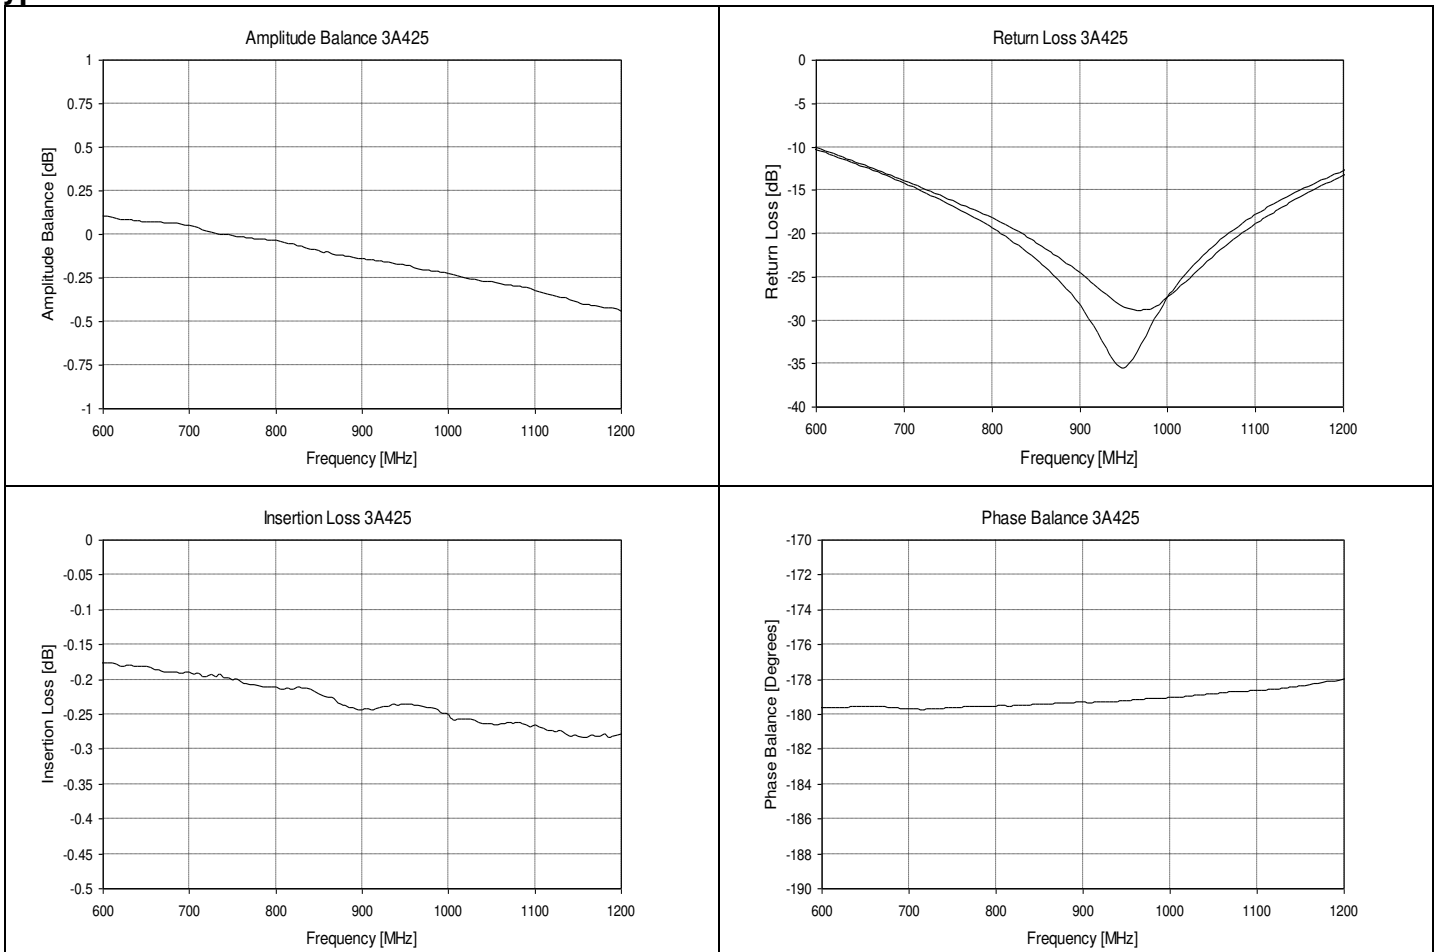 Amplitude Balance 3A425
1
0.75
0.5
0.25
0
-0.25
-0.5
-0.75
-1
Amplitude Balance [dB]
600 700 800 900 1000 1100 1200
Frequency [MHz]
Return Loss 3A425
0
-5
-10
-15
-20
-25
-30
-35
-40
Return Loss [dB]
600 700 800 900 1000 1100 1200
Frequency [MHz]
Insertion Loss 3A425
0
-0.05
-0.1
-0.15
-0.2
-0.25
-0.3
-0.35
-0.4
-0.45
-0.5
Insertion Loss [dB]
600 700 800 900 1000 1100 1200
Frequency [MHz]
Phase Balance 3A425
-170
-172
-174
-176
-178
-180
-182
-184
-186
-188
-190
Phase Balance [Degrees]
600 700 800 900 1000 1100 1200
Frequency [MHz]